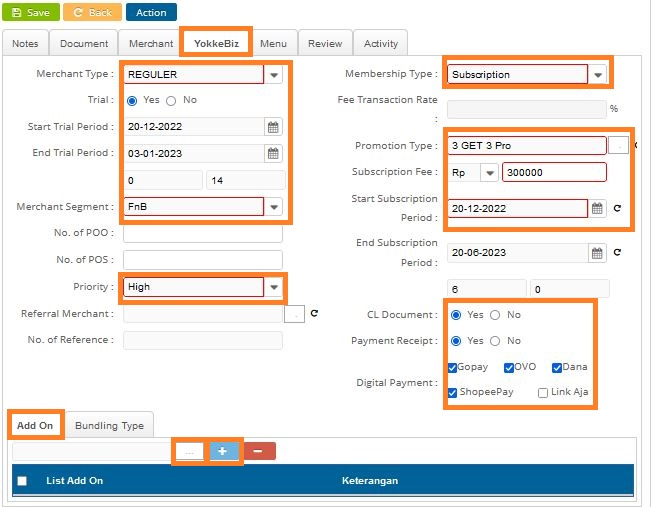 Save Back Action
Notes Document Merchant YokkeBiz Menu Review Activity
Merchant Type : REGULER
Trial : Yes No
Start Trial Period : 20-12-2022
End Trial Period : 03-01-2023
0 14
Merchant Segment : FnB
No. of POO :
No. of POS :
Priority : High
Referral Merchant : ...
No. of Reference :
Membership Type : Subscription
Fee Transaction Rate
: %
Promotion Type : 3 GET 3 Pro ...
Subscription Fee : Rp 300000
Start Subscription
Period : 20-12-2022
End Subscription
Period : 20-06-2023
6 0
CL Document : Yes No
Payment Receipt : Yes No
Digital Payment : Gopay OVO Dana
ShopeePay Link Aja
Add On Bundling Type
... + −
List Add On Keterangan